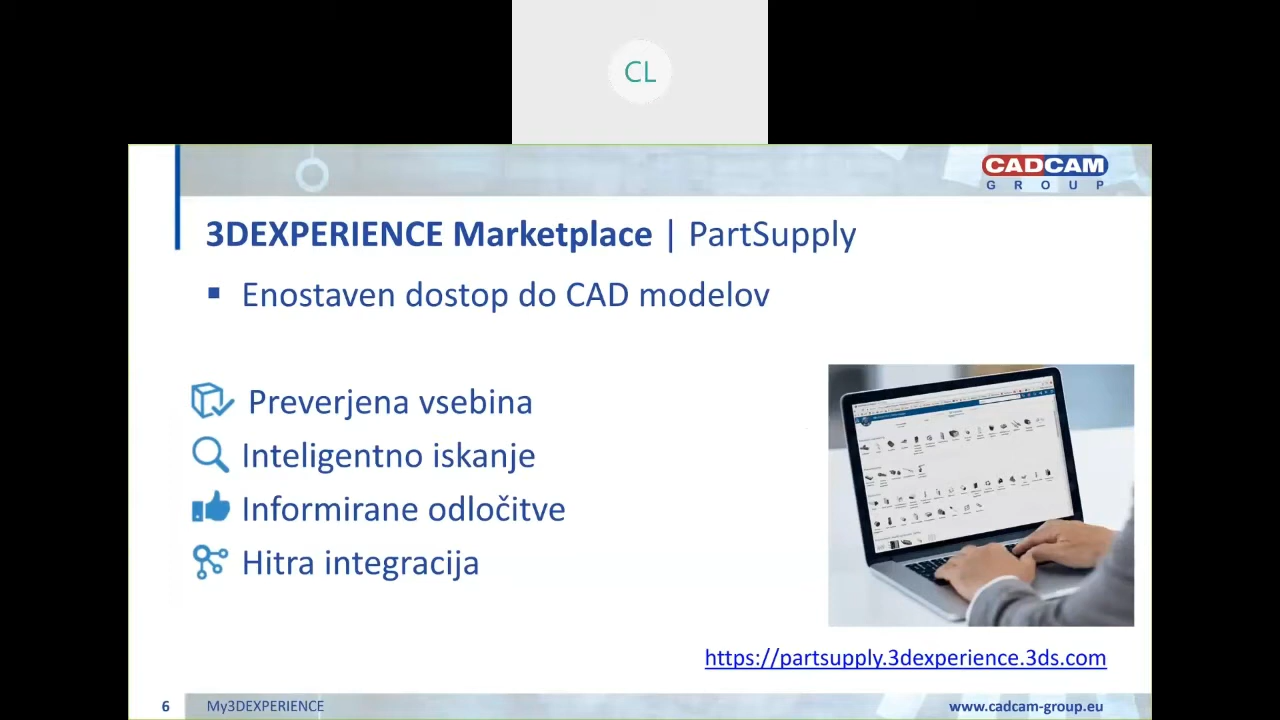 CL
CADCAM
GROUP
3DEXPERIENCE Marketplace | PartSupply
▪ Enostaven dostop do CAD modelov
Preverjena vsebina
Inteligentno iskanje
Informirane odločitve
Hitra integracija
https://partsupply.3dexperience.3ds.com
6 My3DEXPERIENCE www.cadcam-group.eu